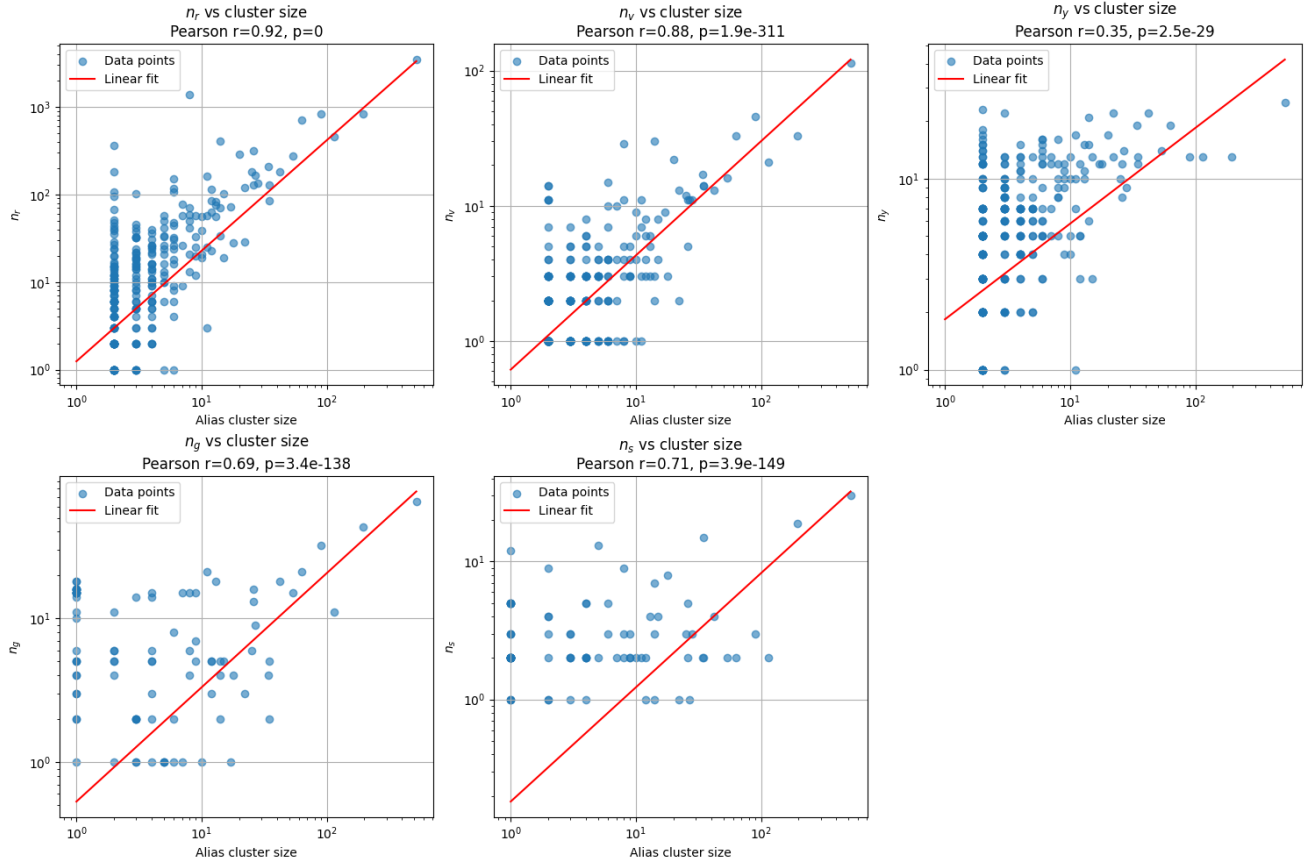 n_r vs cluster size
Pearson r=0.92, p=0
Data points
Linear fit
n_r
10^3
10^2
10^1
10^0
10^0
10^1
10^2
Alias cluster size
n_v vs cluster size
Pearson r=0.88, p=1.9e-311
Data points
Linear fit
n_v
10^2
10^1
10^0
10^0
10^1
10^2
Alias cluster size
n_y vs cluster size
Pearson r=0.35, p=2.5e-29
Data points
Linear fit
n_y
10^1
10^0
10^0
10^1
10^2
Alias cluster size
n_g vs cluster size
Pearson r=0.69, p=3.4e-138
Data points
Linear fit
n_g
10^1
10^0
10^0
10^1
10^2
Alias cluster size
n_s vs cluster size
Pearson r=0.71, p=3.9e-149
Data points
Linear fit
n_s
10^1
10^0
10^0
10^1
10^2
Alias cluster size